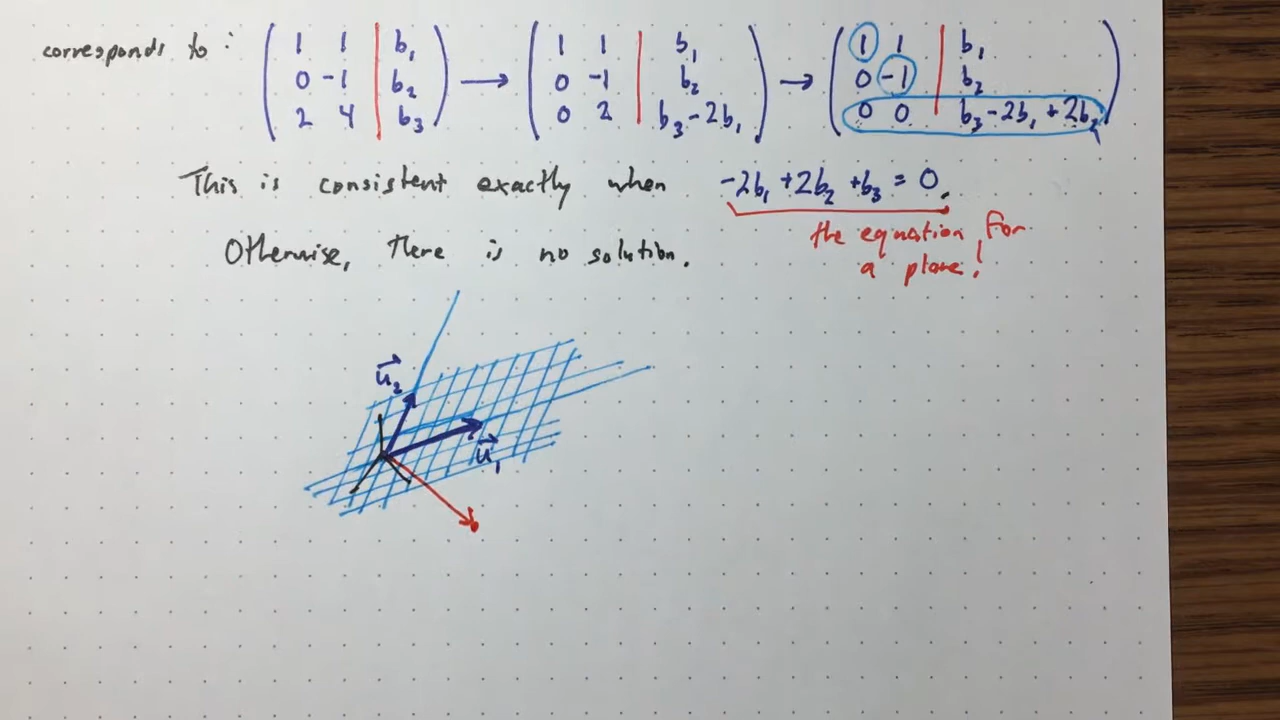 corresponds to: ( 1 1 | b₁ ) → ( 1 1 | b₁ ) → ( 1 1 | b₁ )
( 0 -1 | b₂ ) ( 0 -1 | b₂ ) ( 0 -1 | b₂ )
( 2 4 | b₃ ) ( 0 2 | b₃-2b₁ ) ( 0 0 | b₃-2b₁+2b₂ )
This is consistent exactly when -2b₁+2b₂+b₃=0.
the equation for
Otherwise, there is no solution.
a plane!
u⃗₂
u⃗₁